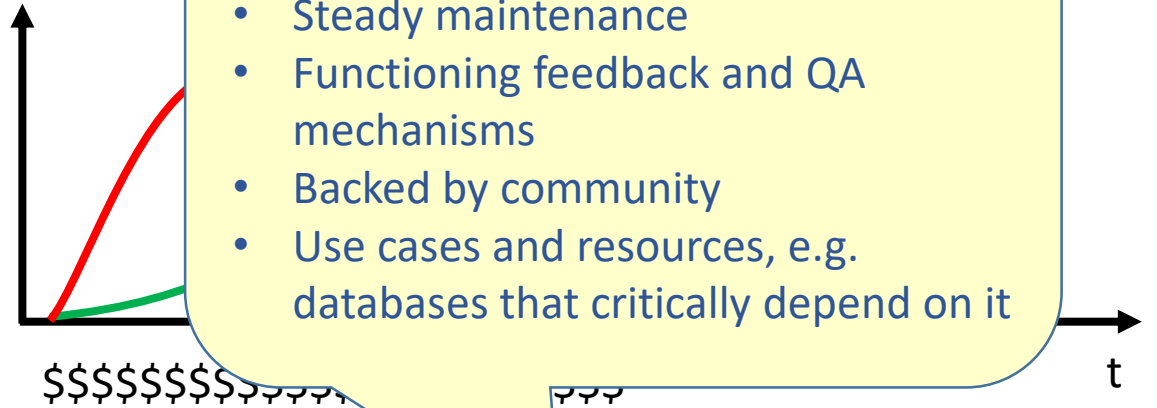 • Steady maintenance
• Functioning feedback and QA
mechanisms
• Backed by community
• Use cases and resources, e.g.
databases that critically depend on it
t
$$$$$$$$$$$$ $$$